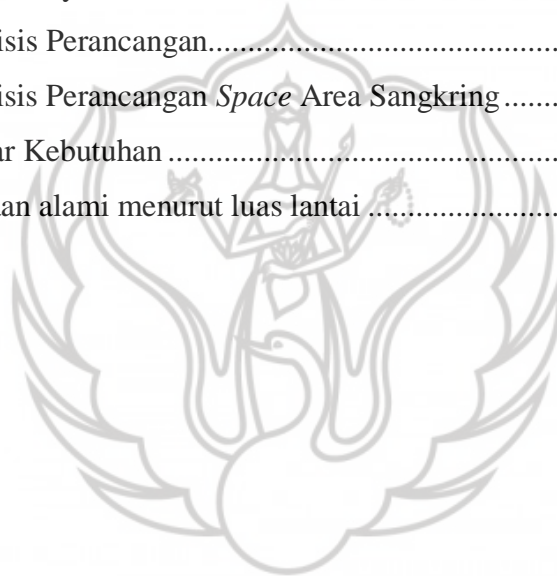 isis Perancangan
isis Perancangan Space Area Sangkring
ar Kebutuhan
an alami menurut luas lantai